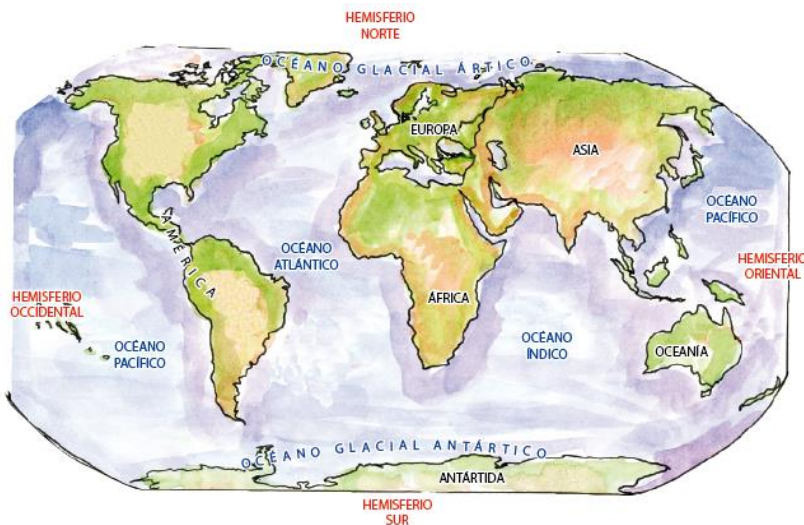 HEMISFERIO
NORTE
OCÉANO GLACIAL ÁRTICO
EUROPA
ASIA
OCÉANO
PACÍFICO
AMÉRICA
OCÉANO
ATLÁNTICO
HEMISFERIO
ORIENTAL
HEMISFERIO
OCCÍDENTAL
ÁFRICA
OCÉANO
PACÍFICO
OCÉANO
ÍNDICO
OCEANÍA
OCÉANO GLACIAL ANTÁRTICO
ANTÁRTIDA
HEMISFERIO
SUR